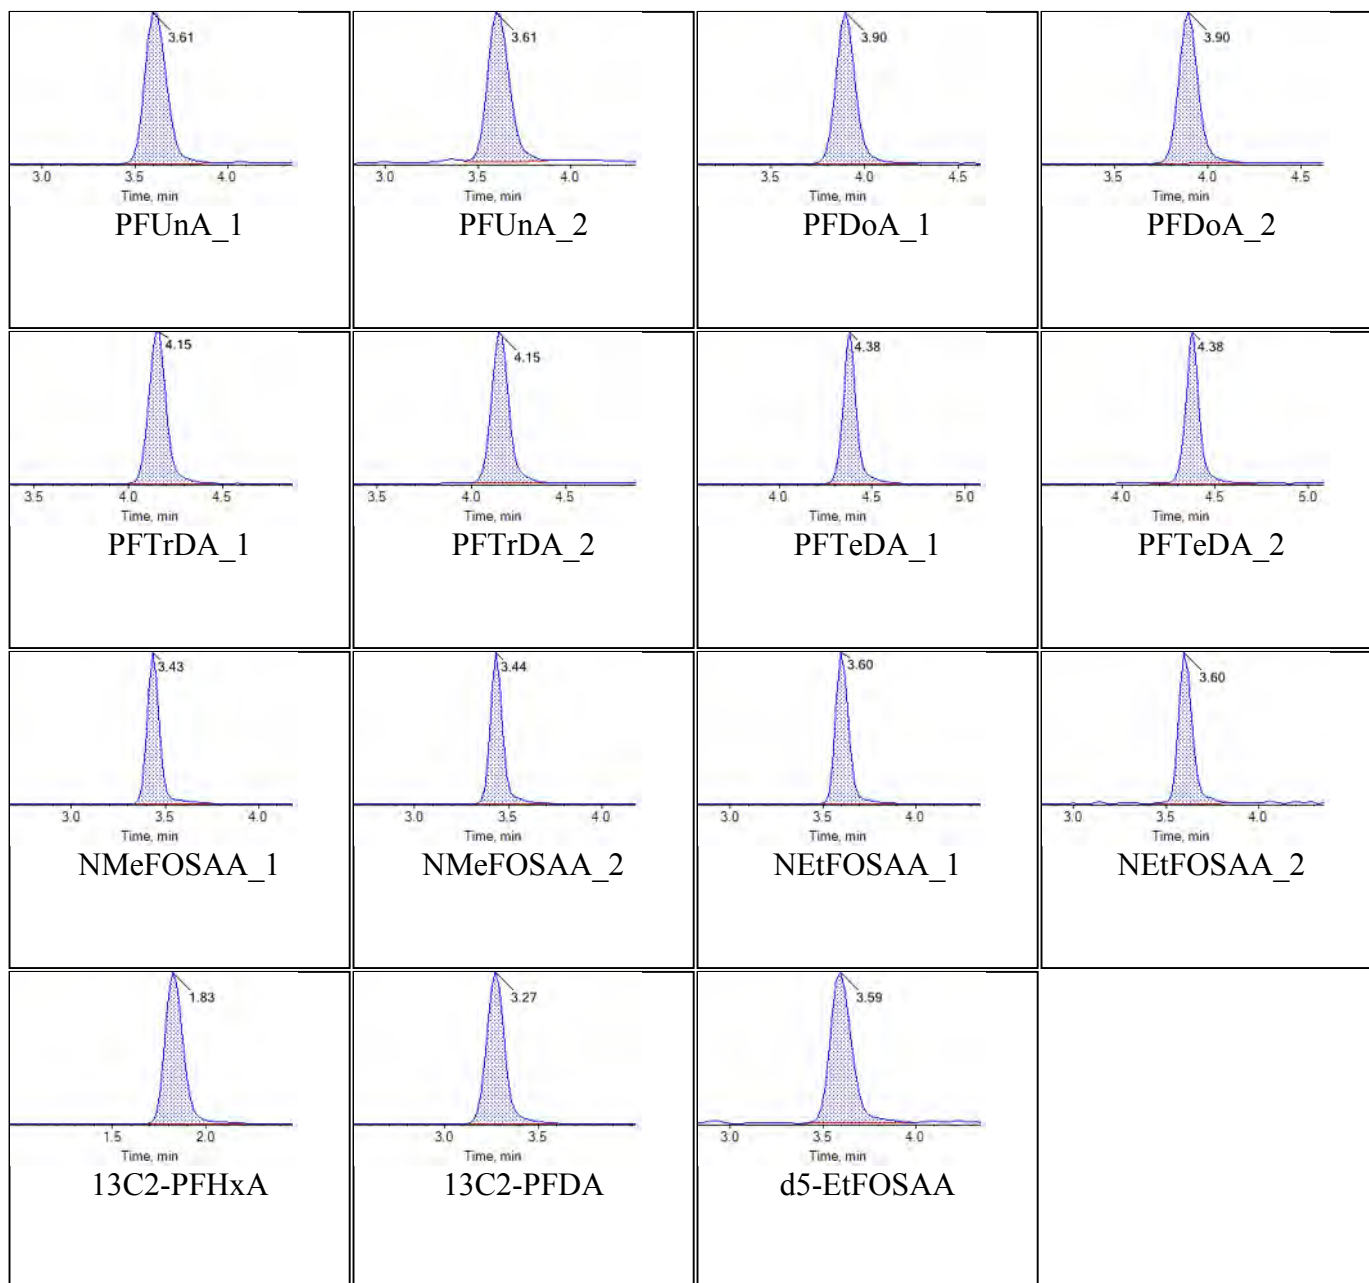 3.61
3.0 3.5 4.0
Time, min
PFUnA_1
3.61
3.0 3.5 4.0
Time, min
PFUnA_2
3.90
3.5 4.0 4.5
Time, min
PFDoA_1
3.90
3.5 4.0 4.5
Time, min
PFDoA_2
4.15
3.5 4.0 4.5
Time, min
PFTrDA_1
4.15
3.5 4.0 4.5
Time, min
PFTrDA_2
4.38
4.0 4.5 5.0
Time, min
PFTeDA_1
4.38
4.0 4.5 5.0
Time, min
PFTeDA_2
3.43
3.0 3.5 4.0
Time, min
NMeFOSAA_1
3.44
3.0 3.5 4.0
Time, min
NMeFOSAA_2
3.60
3.0 3.5 4.0
Time, min
NEtFOSAA_1
3.60
3.0 3.5 4.0
Time, min
NEtFOSAA_2
1.83
1.5 2.0
Time, min
13C2-PFHxA
3.27
3.0 3.5
Time, min
13C2-PFDA
3.59
3.0 3.5 4.0
Time, min
d5-EtFOSAA